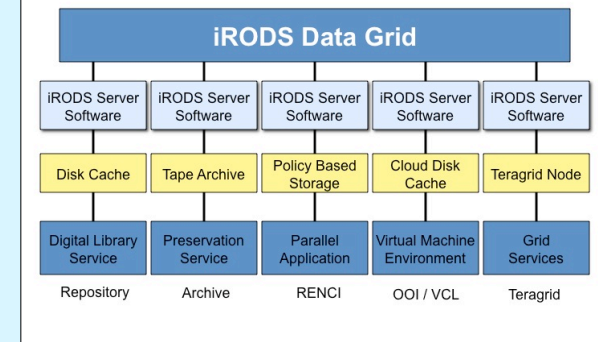 iRODS Data Grid
iRODS Server Software
iRODS Server Software
iRODS Server Software
iRODS Server Software
iRODS Server Software
Disk Cache
Tape Archive
Policy Based Storage
Cloud Disk Cache
Teragrid Node
Digital Library Service
Preservation Service
Parallel Application
Virtual Machine Environment
Grid Services
Repository
Archive
RENCI
OOI / VCL
Teragrid